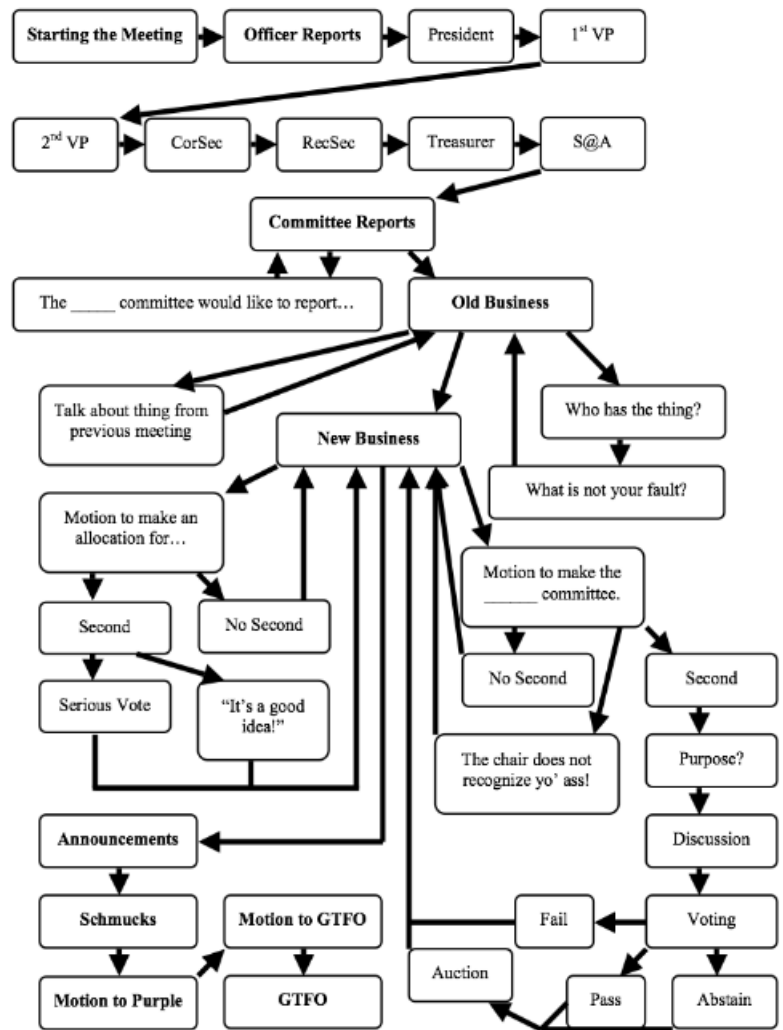 Starting the Meeting
Officer Reports
President
1st VP
2nd VP
CorSec
RecSec
Treasurer
S@A
Committee Reports
The _____ committee would like to report…
Old Business
Talk about thing from
previous meeting
Who has the thing?
New Business
What is not your fault?
Motion to make an
allocation for…
Motion to make the
______ committee.
Second
No Second
No Second
Second
Serious Vote
“It’s a good
idea!”
The chair does not
recognize yo’ ass!
Purpose?
Announcements
Discussion
Schmucks
Motion to GTFO
Fail
Voting
Auction
Motion to Purple
GTFO
Pass
Abstain